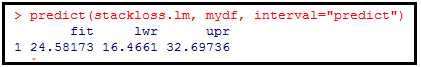 > predict(stackloss.lm, mydf, interval="predict")
fit lwr upr
1 24.58173 16.4661 32.69736